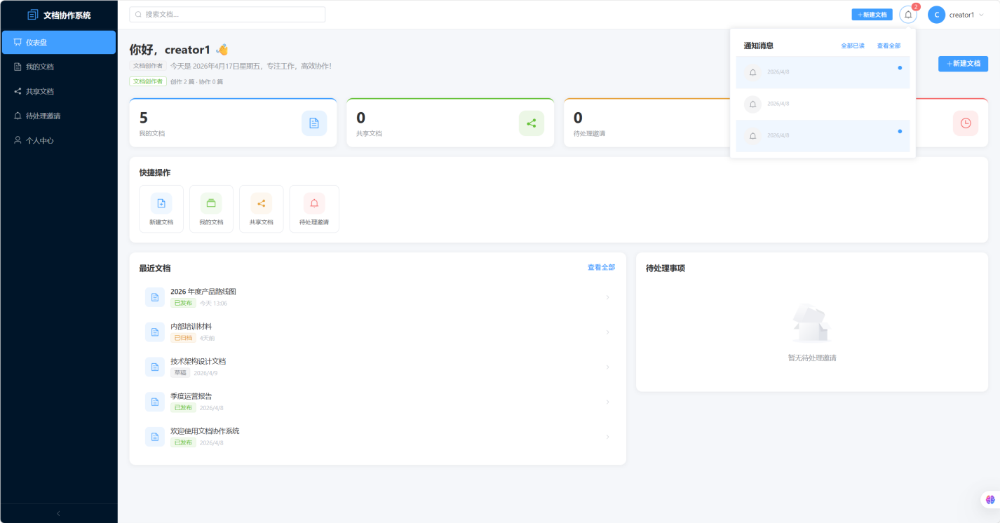 文档协作系统
搜索文档...
+ 新建文档
2
C
creator1
仪表盘
我的文档
共享文档
待处理邀请
个人中心
你好，creator1 👋
文档创作者 今天是 2026年4月17日星期五，专注工作，高效协作！
文档创作者 创作 2 篇 · 协作 0 篇
+ 新建文档
通知消息
全部已读
查看全部
2026/4/8
2026/4/8
2026/4/8
5
我的文档
0
共享文档
0
待处理邀请
快捷操作
新建文档
我的文档
共享文档
待处理邀请
最近文档
查看全部
2026 年度产品路线图
已发布 今天 13:06
内部培训材料
已归档 4天前
技术架构设计文档
草稿 2026/4/9
季度运营报告
已发布 2026/4/8
欢迎使用文档协作系统
已发布 2026/4/8
待处理事项
暂无待处理邀请